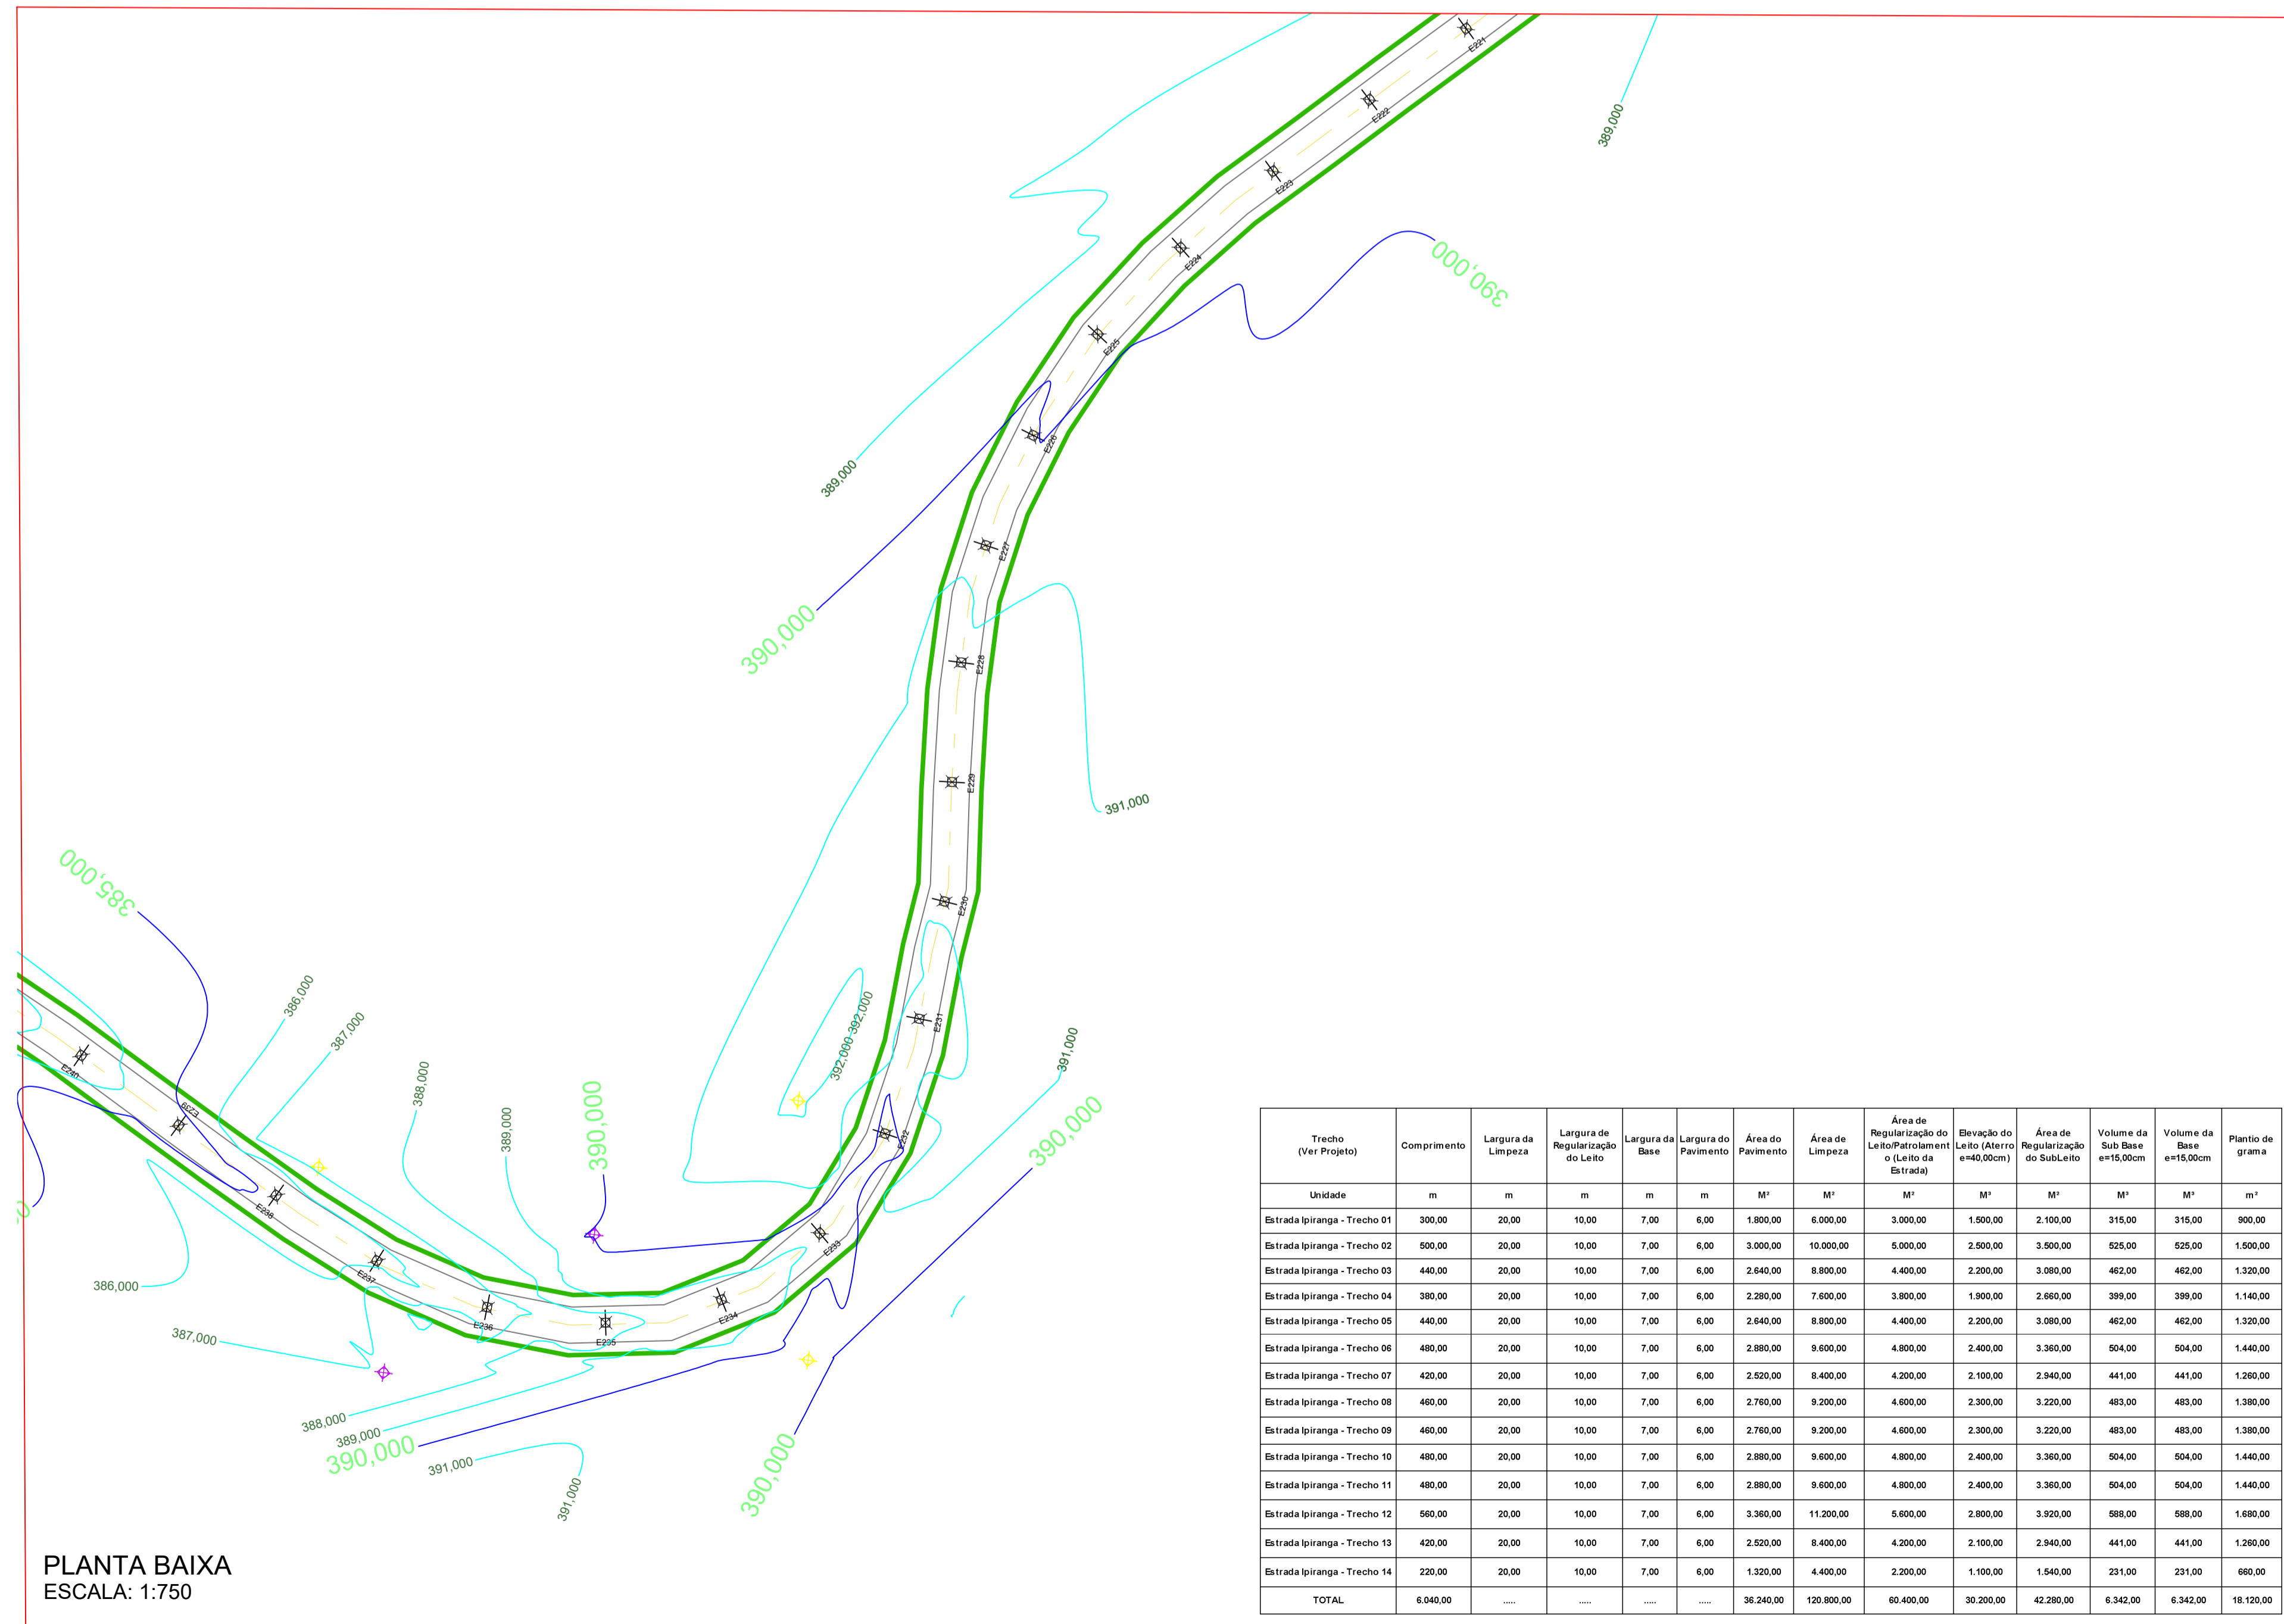 E221
E222
389,000
E223
E224
390,000
E225
E226
389,000
E227
390,000
E228
E229
391,000
385,000
E230
386,000
392,000
392,000
387,000
E231
391,000
388,000
E240
E239
389,000
390,000
390,000
E232
E238
E233
E237
386,000
E236
E235
E234
387,000
388,000
389,000
390,000
391,000
391,000
390,000
PLANTA BAIXA
ESCALA: 1:750
Trecho (Ver Projeto) Comprimento Largura da Limpeza Largura de Regularização do Leito Largura da Base Largura do Pavimento Área do Pavimento Área de Limpeza Área de Regularização do Leito/Patrolamento (Leito da Estrada) Elevação do Leito (Aterro e=40,00cm) Área de Regularização do SubLeito Volume da Sub Base e=15,00cm Volume da Base e=15,00cm Plantio de grama
Unidade m m m m m M² M² M² M³ M² M³ M³ m²
Estrada Ipiranga - Trecho 01 300,00 20,00 10,00 7,00 6,00 1.800,00 6.000,00 3.000,00 1.500,00 2.100,00 315,00 315,00 900,00
Estrada Ipiranga - Trecho 02 500,00 20,00 10,00 7,00 6,00 3.000,00 10.000,00 5.000,00 2.500,00 3.500,00 525,00 525,00 1.500,00
Estrada Ipiranga - Trecho 03 440,00 20,00 10,00 7,00 6,00 2.640,00 8.800,00 4.400,00 2.200,00 3.080,00 462,00 462,00 1.320,00
Estrada Ipiranga - Trecho 04 380,00 20,00 10,00 7,00 6,00 2.280,00 7.600,00 3.800,00 1.900,00 2.660,00 399,00 399,00 1.140,00
Estrada Ipiranga - Trecho 05 440,00 20,00 10,00 7,00 6,00 2.640,00 8.800,00 4.400,00 2.200,00 3.080,00 462,00 462,00 1.320,00
Estrada Ipiranga - Trecho 06 480,00 20,00 10,00 7,00 6,00 2.880,00 9.600,00 4.800,00 2.400,00 3.360,00 504,00 504,00 1.440,00
Estrada Ipiranga - Trecho 07 420,00 20,00 10,00 7,00 6,00 2.520,00 8.400,00 4.200,00 2.100,00 2.940,00 441,00 441,00 1.260,00
Estrada Ipiranga - Trecho 08 460,00 20,00 10,00 7,00 6,00 2.760,00 9.200,00 4.600,00 2.300,00 3.220,00 483,00 483,00 1.380,00
Estrada Ipiranga - Trecho 09 460,00 20,00 10,00 7,00 6,00 2.760,00 9.200,00 4.600,00 2.300,00 3.220,00 483,00 483,00 1.380,00
Estrada Ipiranga - Trecho 10 480,00 20,00 10,00 7,00 6,00 2.880,00 9.600,00 4.800,00 2.400,00 3.360,00 504,00 504,00 1.440,00
Estrada Ipiranga - Trecho 11 480,00 20,00 10,00 7,00 6,00 2.880,00 9.600,00 4.800,00 2.400,00 3.360,00 504,00 504,00 1.440,00
Estrada Ipiranga - Trecho 12 560,00 20,00 10,00 7,00 6,00 3.360,00 11.200,00 5.600,00 2.800,00 3.920,00 588,00 588,00 1.680,00
Estrada Ipiranga - Trecho 13 420,00 20,00 10,00 7,00 6,00 2.520,00 8.400,00 4.200,00 2.100,00 2.940,00 441,00 441,00 1.260,00
Estrada Ipiranga - Trecho 14 220,00 20,00 10,00 7,00 6,00 1.320,00 4.400,00 2.200,00 1.100,00 1.540,00 231,00 231,00 660,00
TOTAL 6.040,00 ..... ..... ..... ..... 36.240,00 120.800,00 60.400,00 30.200,00 42.280,00 6.342,00 6.342,00 18.120,00